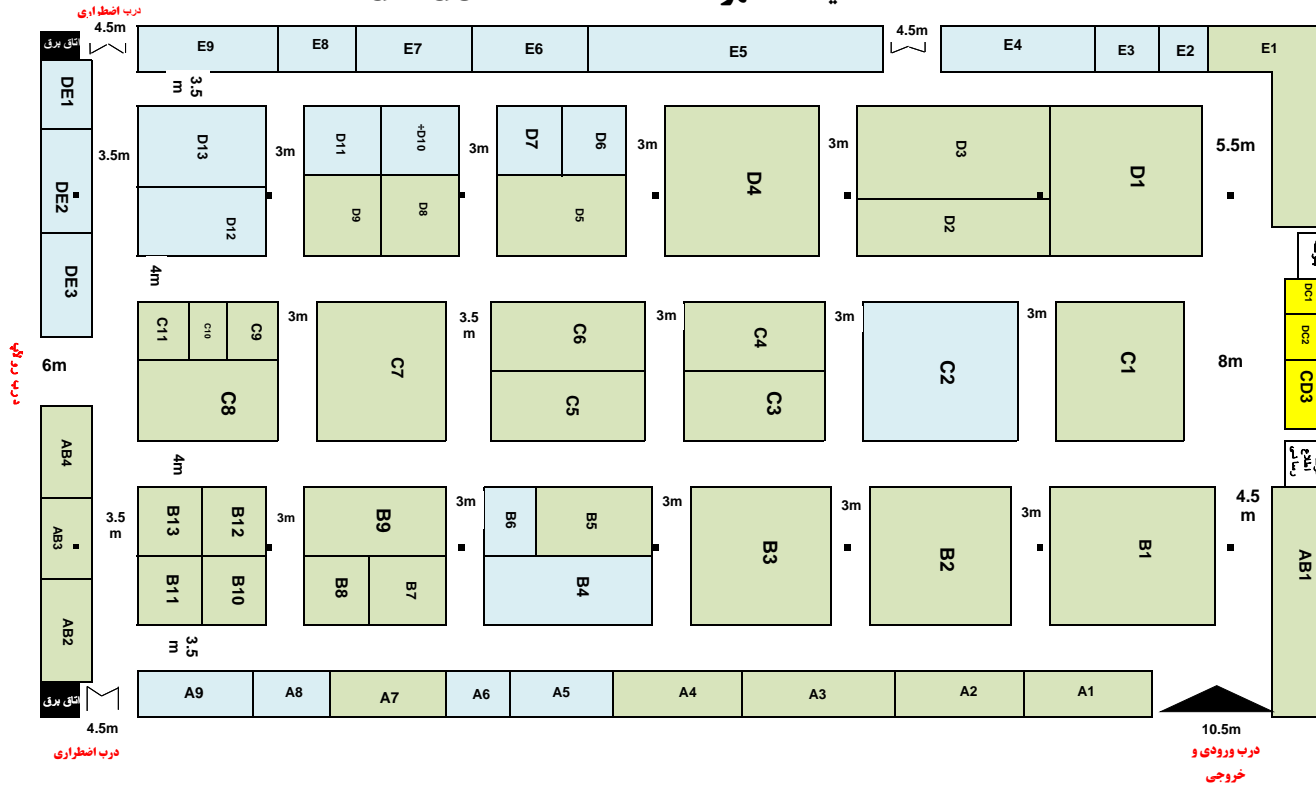 درب اضطراری
4.5m
4.5m
اتاق برق
E9
E8
E7
E6
E5
E4
E3
E2
E1
3.5
m
DE1
DE2
DE3
3.5m
D13
D12
3m
D11
÷D10
D9
D8
3m
D7
D6
D5
3m
D4
3m
D3
D2
D1
5.5m
4m
DC1
DC2
CD3
C11
C10
C9
C8
3m
C7
3.5
m
C6
C5
3m
C4
C3
3m
C2
3m
C1
8m
درب رولاپ
6m
4m
اطلاع
رسانی
AB4
AB3
AB2
3.5
m
B13
B12
B11
B10
3m
B9
B8
B7
3m
B6
B5
B4
3m
B3
3m
B2
3m
B1
4.5
m
AB1
3.5
m
اتاق برق
A9
A8
A7
A6
A5
A4
A3
A2
A1
4.5m
درب اضطراری
10.5m
درب ورودی و
خروجی